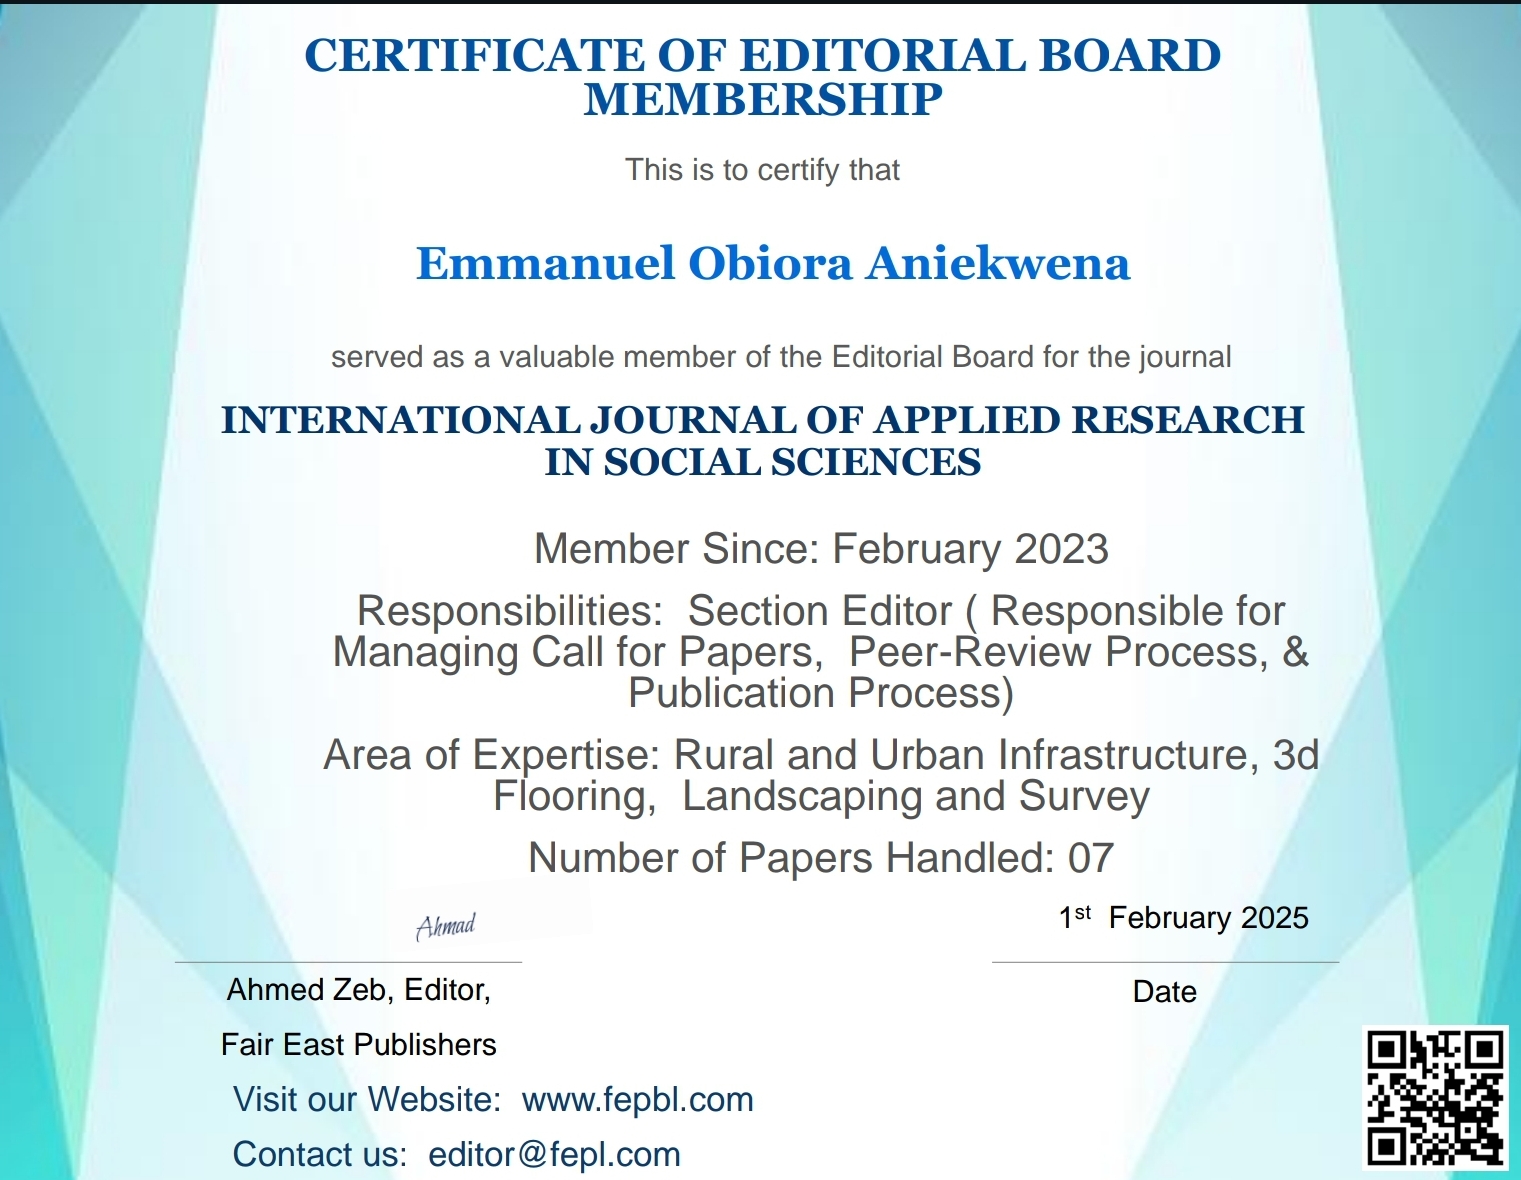 CERTIFICATE OF EDITORIAL BOARD
MEMBERSHIP
This is to certify that
Emmanuel Obiora Aniekwena
served as a valuable member of the Editorial Board for the journal
INTERNATIONAL JOURNAL OF APPLIED RESEARCH
IN SOCIAL SCIENCES
Member Since: February 2023
Responsibilities:  Section Editor ( Responsible for
Managing Call for Papers,  Peer-Review Process, &
Publication Process)
Area of Expertise: Rural and Urban Infrastructure, 3d
Flooring,  Landscaping and Survey
Number of Papers Handled: 07
Ahmad
1st  February 2025
Ahmed Zeb, Editor,
Date
Fair East Publishers
Visit our Website:  www.fepbl.com
Contact us:  editor@fepl.com